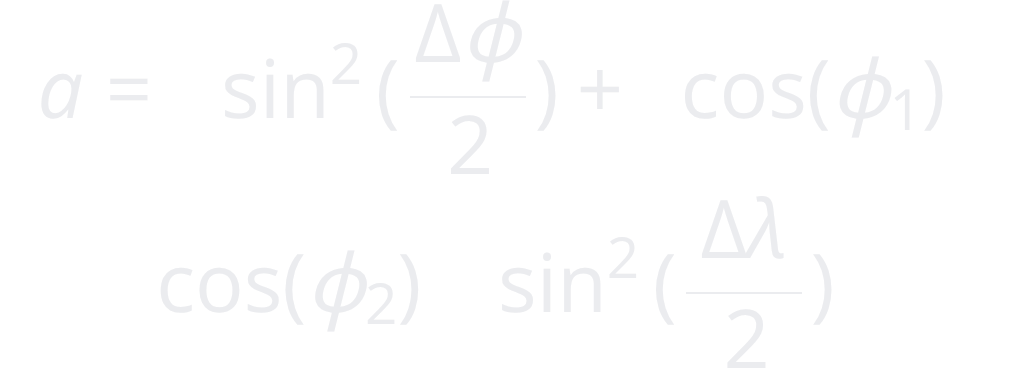 a = sin²(Δϕ/2) + cos(ϕ₁)
cos(ϕ₂) sin²(Δλ/2)